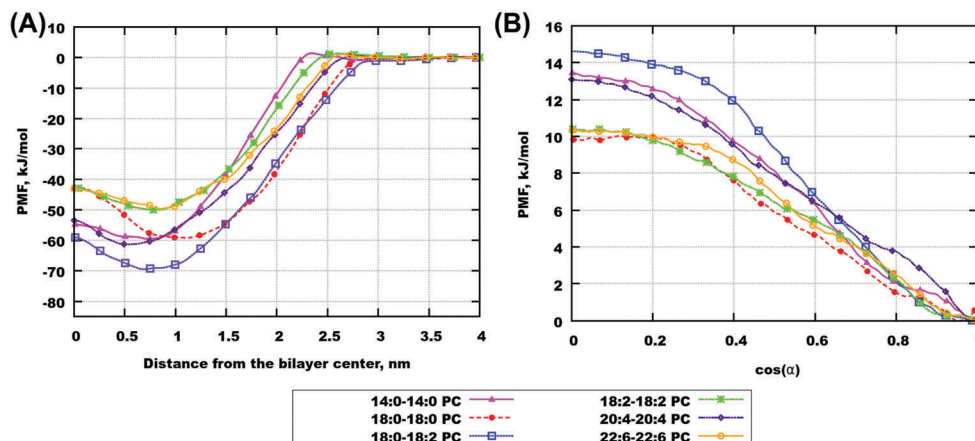 (A)
10
0
-10
-20
-30
-40
-50
-60
-70
-80
PMF, kJ/mol
0 0.5 1 1.5 2 2.5 3 3.5 4
Distance from the bilayer center, nm
(B)
16
14
12
10
8
6
4
2
0
PMF, kJ/mol
0 0.2 0.4 0.6 0.8
cos(α)
14:0-14:0 PC
18:0-18:0 PC
18:0-18:2 PC
18:2-18:2 PC
20:4-20:4 PC
22:6-22:6 PC